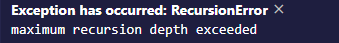 Exception has occurred: RecursionError ×
maximum recursion depth exceeded